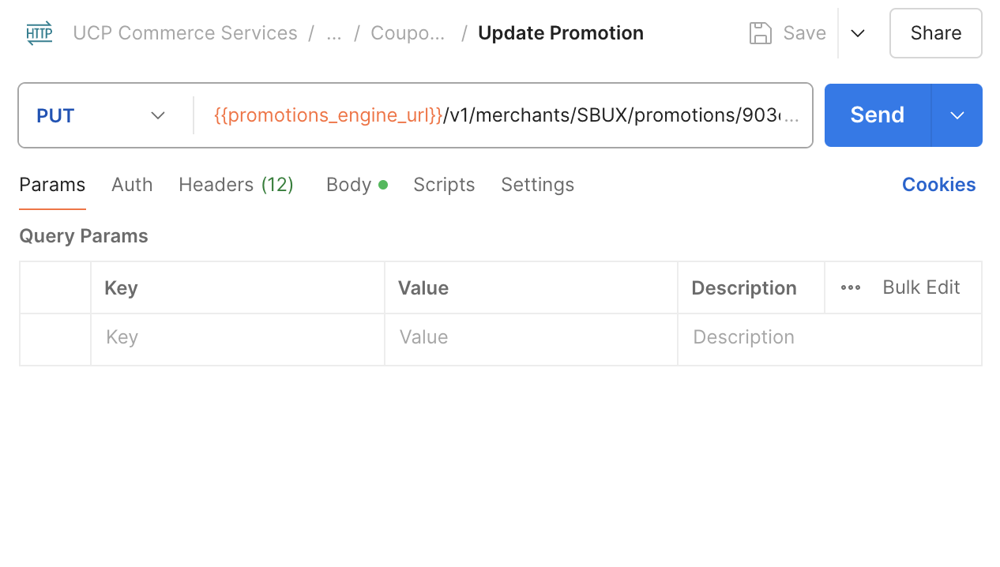 HTTP UCP Commerce Services / ... / Coupo... / Update Promotion Save Share
PUT {{promotions_engine_url}}/v1/merchants/SBUX/promotions/903... Send
Params Auth Headers (12) Body Scripts Settings Cookies
Query Params
Key Value Description Bulk Edit
Key Value Description